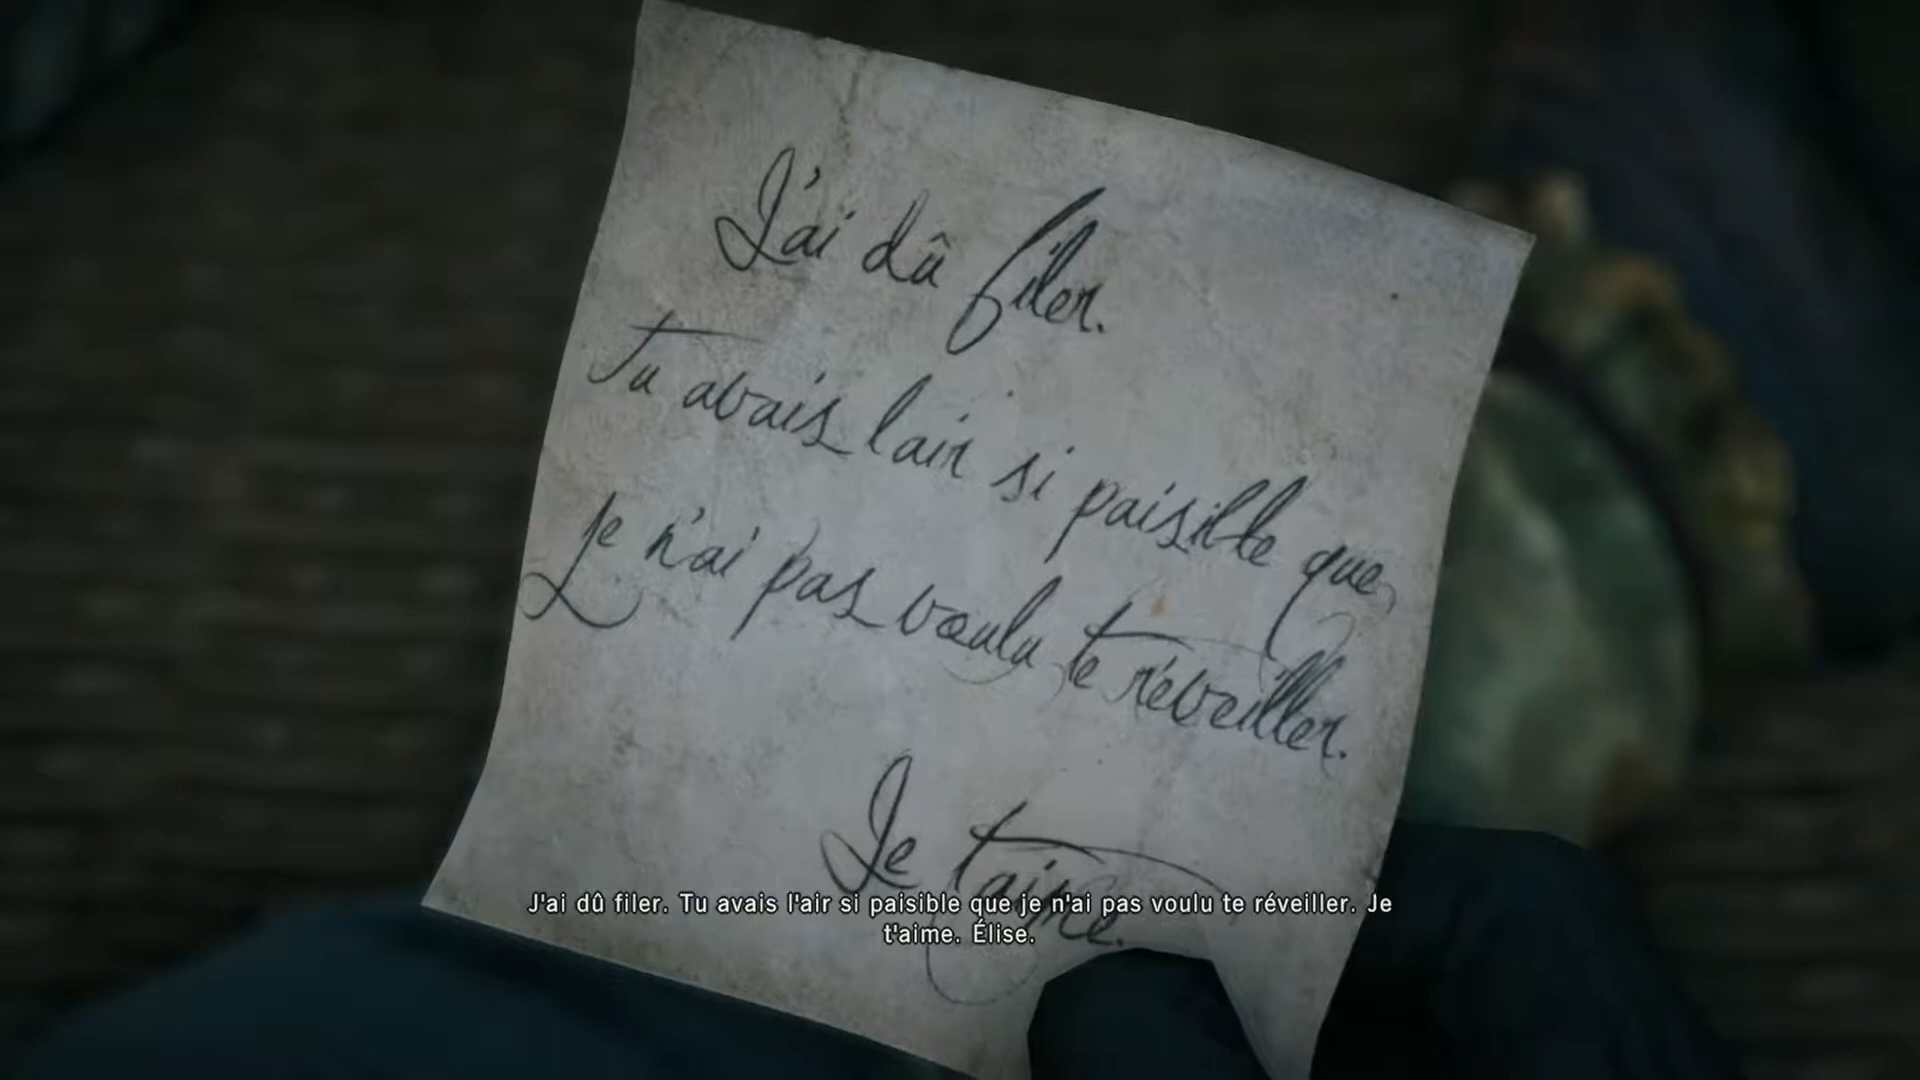 J'ai dû filer.
Tu avais l'air si paisible que
je n'ai pas voulu te réveiller.
Je t'aime.
J'ai dû filer. Tu avais l'air si paisible que je n'ai pas voulu te réveiller. Je
t'aime. Élise.